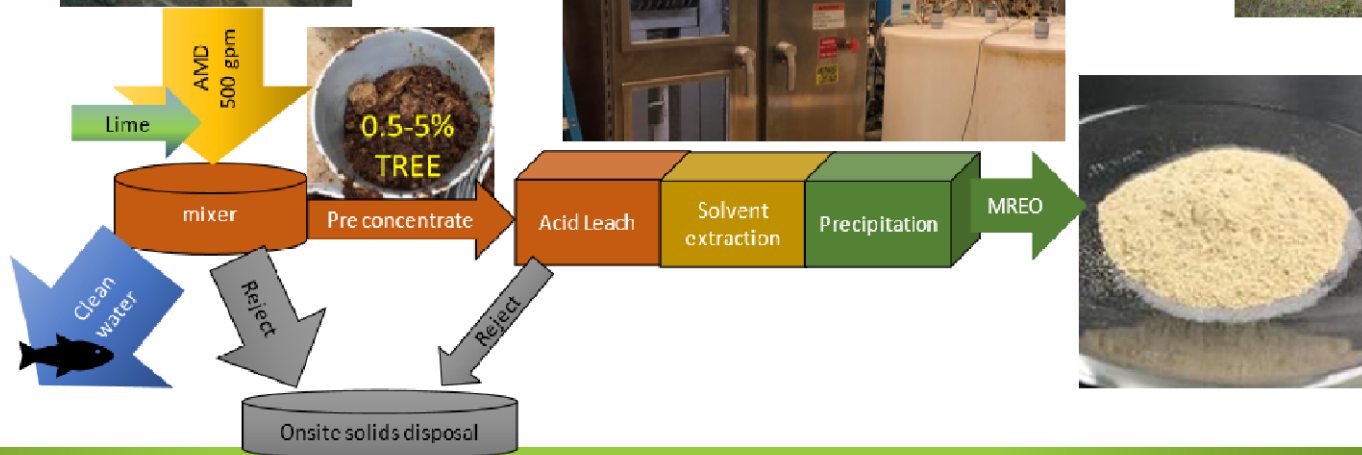 AMD
500 gpm
Lime
0.5-5%
TREE
mixer
Pre concentrate
Acid Leach
Solvent
extraction
Precipitation
MREO
Clean
water
Reject
Reject
Onsite solids disposal